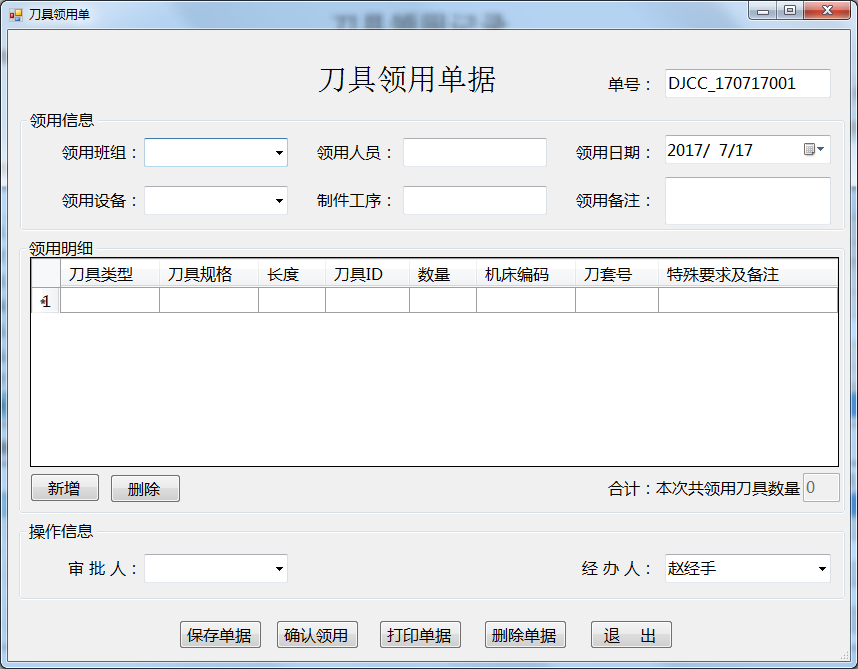 刀具领用单
刀具领用单据
单号： DJCC_170717001
领用信息
领用班组： 领用人员： 领用日期： 2017/ 7/17
领用设备： 制件工序： 领用备注：
领用明细
刀具类型 刀具规格 长度 刀具ID 数量 机床编码 刀套号 特殊要求及备注
*1
新增 删除 合计：本次共领用刀具数量 0
操作信息
审 批 人： 经 办 人： 赵经手
保存单据 确认领用 打印单据 删除单据 退 出